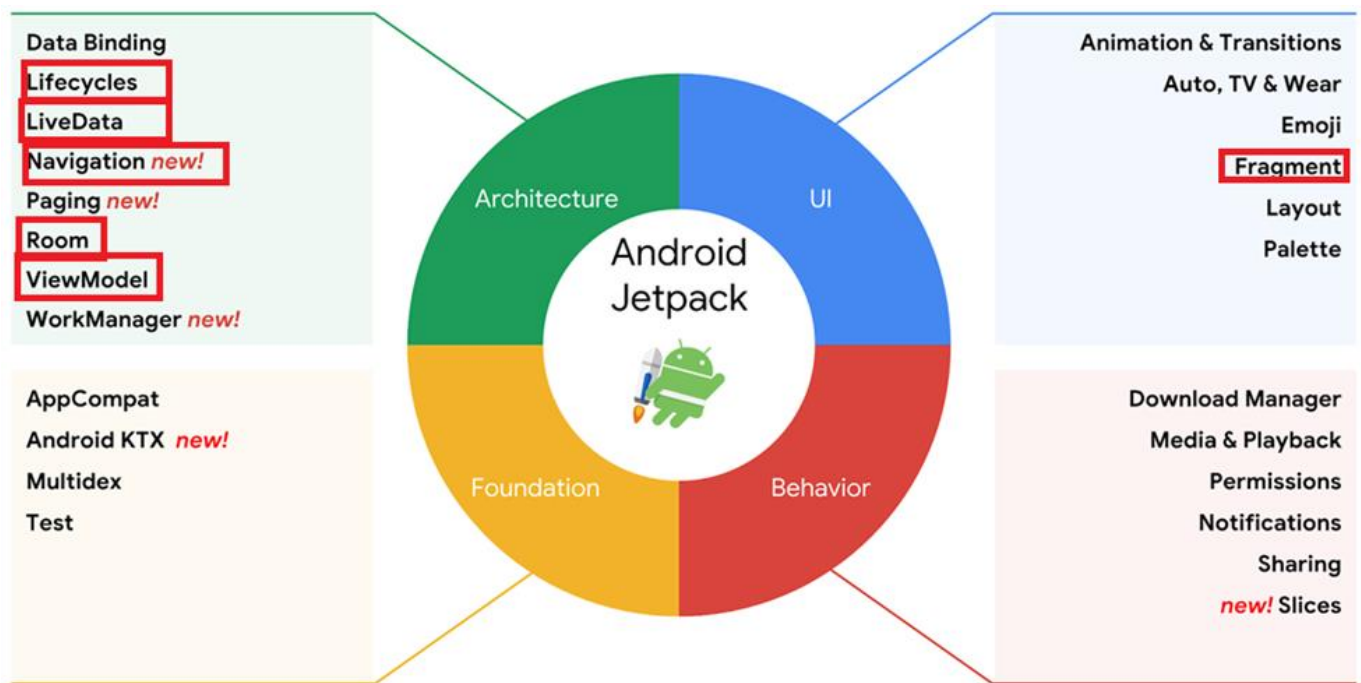 Data Binding
Lifecycles
LiveData
Navigation new!
Paging new!
Room
ViewModel
WorkManager new!
Animation & Transitions
Auto, TV & Wear
Emoji
Fragment
Layout
Palette
Architecture
UI
Android
Jetpack
Foundation
Behavior
AppCompat
Android KTX new!
Multidex
Test
Download Manager
Media & Playback
Permissions
Notifications
Sharing
new! Slices